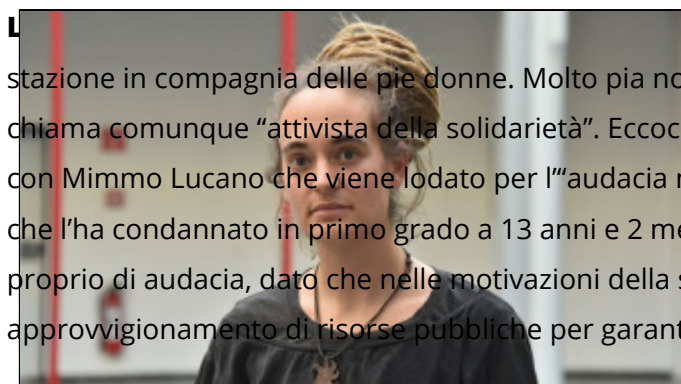 L
stazione in compagnia delle pie donne. Molto pia no
chiama comunque “attivista della solidarietà”. Eccoc
con Mimmo Lucano che viene lodato per l’“audacia
che l’ha condannato in primo grado a 13 anni e 2 me
proprio di audacia, dato che nelle motivazioni della s
approvvigionamento di risorse pubbliche per garant